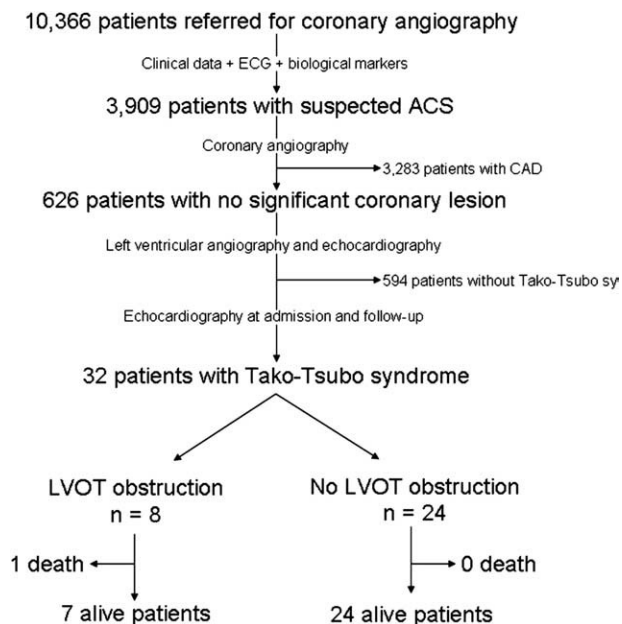 10,366 patients referred for coronary angiography
Clinical data + ECG + biological markers
3,909 patients with suspected ACS
Coronary angiography
3,283 patients with CAD
626 patients with no significant coronary lesion
Left ventricular angiography and echocardiography
594 patients without Tako-Tsubo sy
Echocardiography at admission and follow-up
32 patients with Tako-Tsubo syndrome
LVOT obstruction
n = 8
No LVOT obstruction
n = 24
1 death
0 death
7 alive patients
24 alive patients